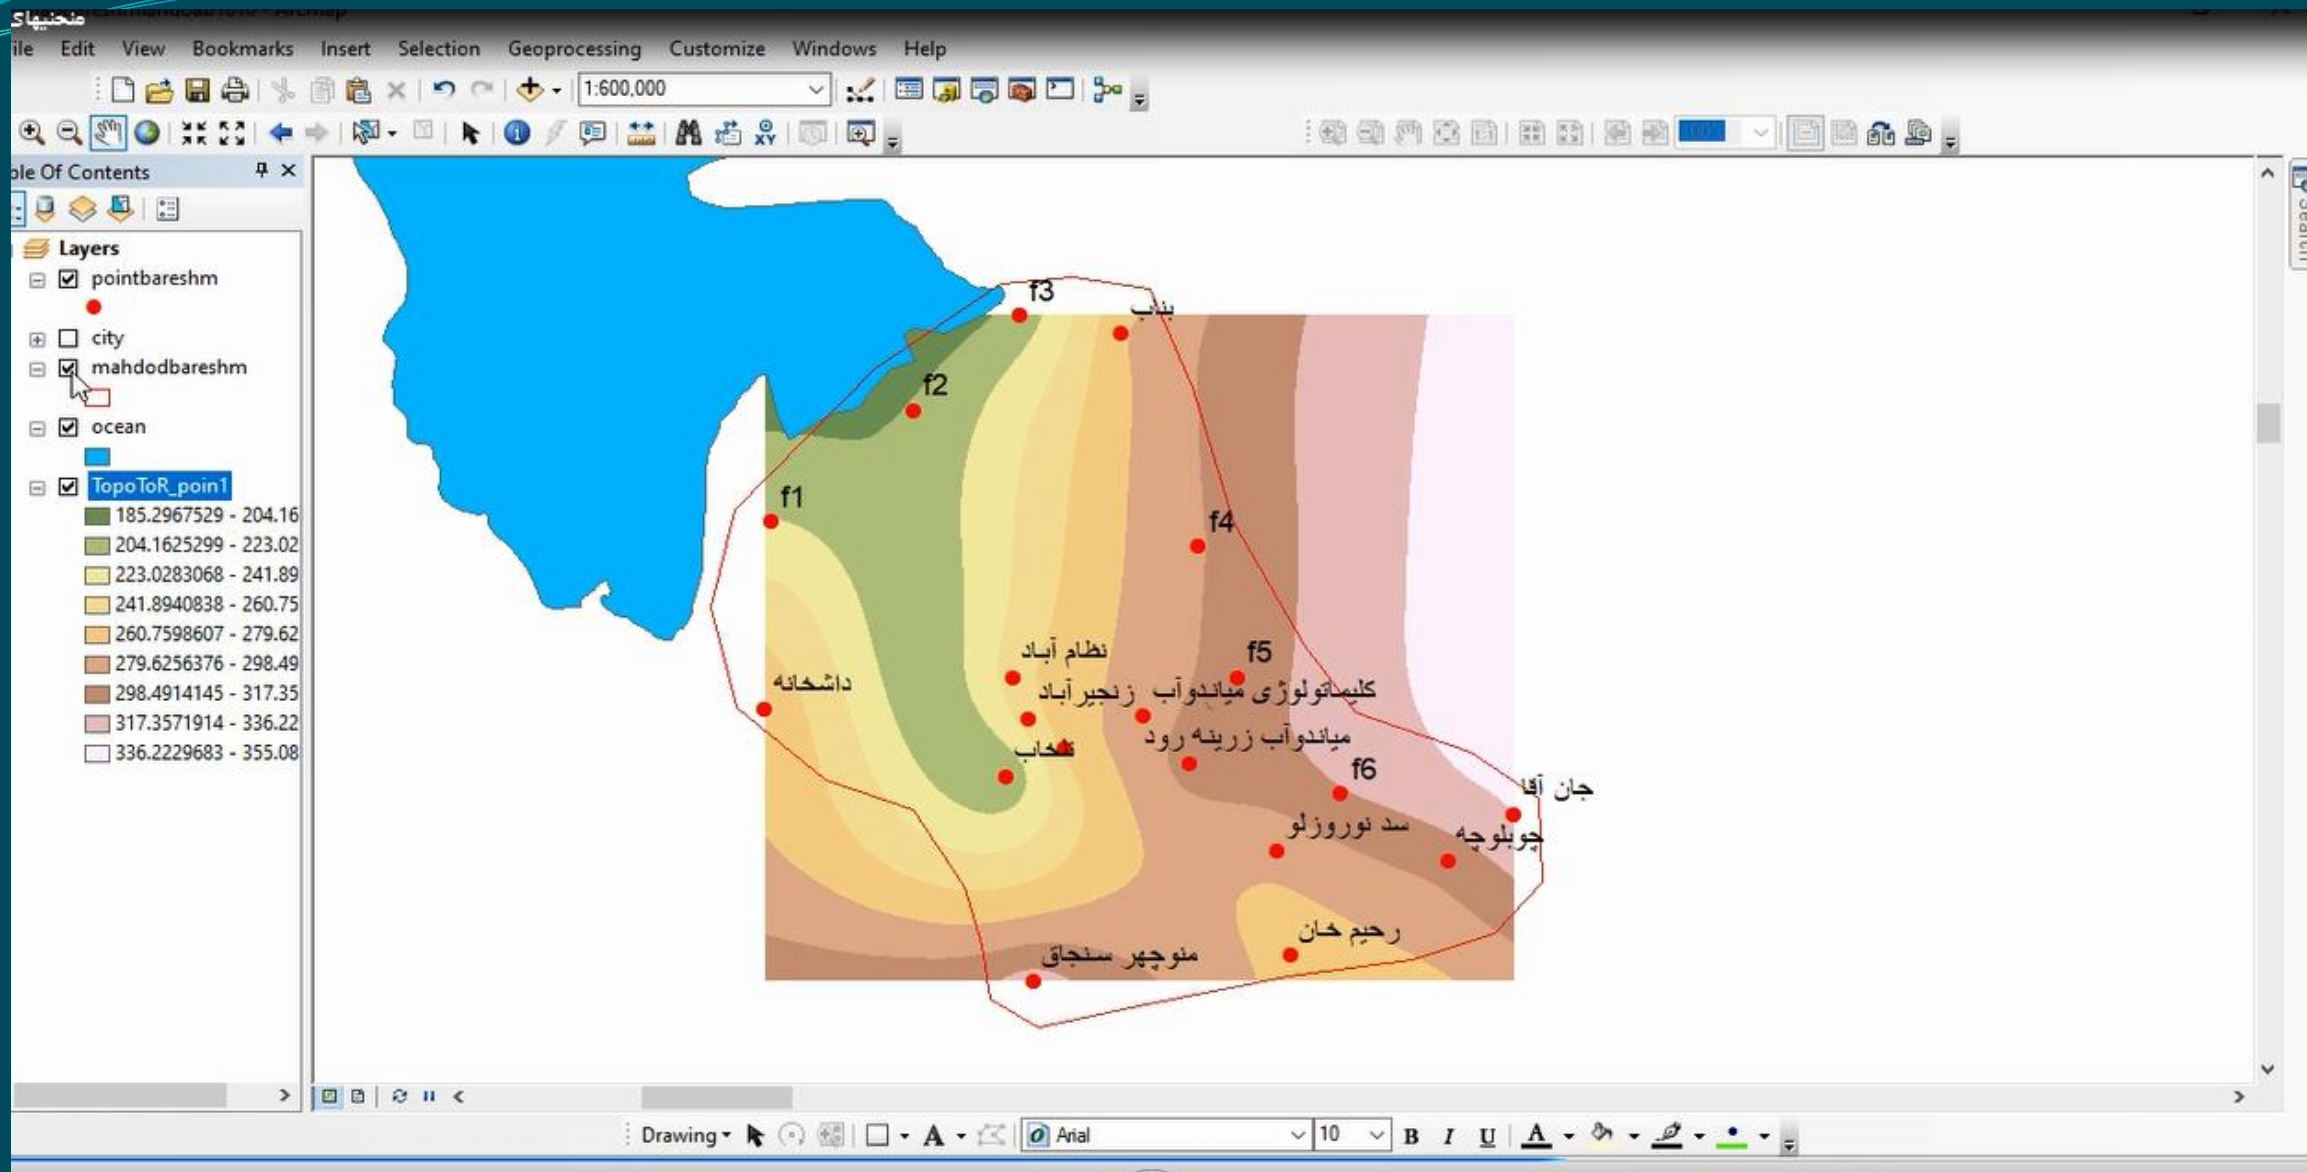 منحنیهای
ile Edit View Bookmarks Insert Selection Geoprocessing Customize Windows Help
1:600,000
ble Of Contents
Search
Layers
pointbareshm
city
mahdodbareshm
ocean
TopoToR_poin1
185.2967529 - 204.16
204.1625299 - 223.02
223.0283068 - 241.89
241.8940838 - 260.75
260.7598607 - 279.62
279.6256376 - 298.49
298.4914145 - 317.35
317.3571914 - 336.22
336.2229683 - 355.08
f3
بناب
f2
f1
f4
نظام آباد
f5
داشخانه
زنجیرآباد
کلیماتولوژی میاندوآب
میاندوآب زرینه رود
f6
جان آقا
سد نوروزلو
چوبلوچه
رحیم خان
منوچهر سنجاق
Drawing
Arial
10
B I U A